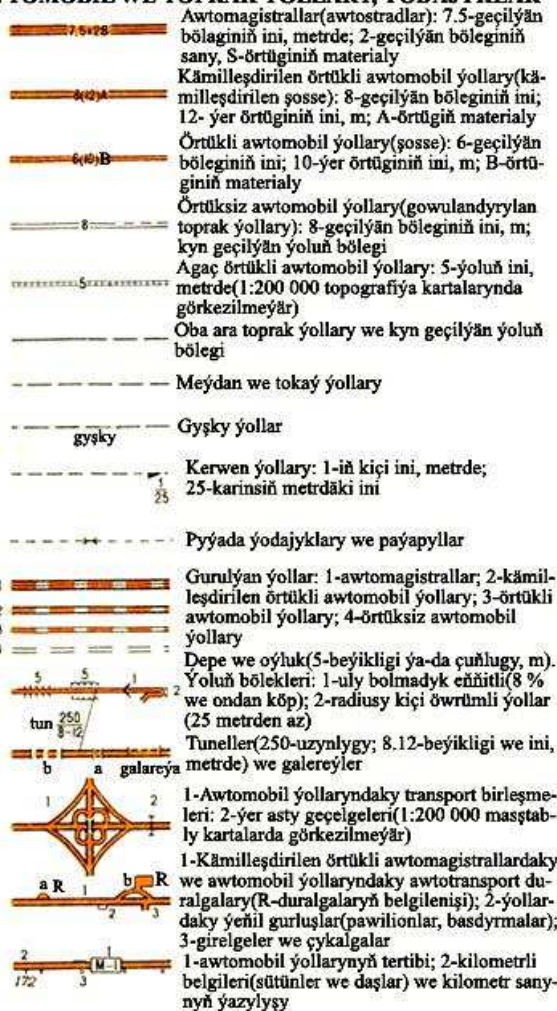 TOMOBIL WE TOPRAK ÝOLLARY, ÝODAJYKLAR
7,5×2S
Awtomagistrallar(awtostradlar): 7.5-geçilýän
bölaginiň ini, metrde; 2-geçilýän böleginiň
sany, S-örtüginiň materialy
8(12)A
Kämilleşdirilen örtükli awtomobil ýollary(kä-
milleşdirilen şosse): 8-geçilýän böleginiň ini;
12- ýer örtüginiň ini, m; A-örtügiň materialy
6(10)B
Örtükli awtomobil ýollary(şosse): 6-geçilýän
böleginiň ini; 10-ýer örtüginiň ini, m; B-örtü-
giniň materialy
8
Örtüksiz awtomobil ýollary(gowulandyrylan
toprak ýollary): 8-geçilýän böleginiň ini, m;
kyn geçilýän ýoluň bölegi
5
Agaç örtükli awtomobil ýollary: 5-ýoluň ini,
metrde(1:200 000 topografiýa kartalarynda
görkezilmeýär)
Oba ara toprak ýollary we kyn geçilýän ýoluň
bölegi
Meýdan we tokaý ýollary
gyşky
Gyşky ýollar
1
25
Kerwen ýollary: 1-iň kiçi ini, metrde;
25-karinsiň metrdäki ini
Pyýada ýodajyklary we paýapyllar
Gurulýan ýollar: 1-awtomagistrallar; 2-kämil-
leşdirilen örtükli awtomobil ýollary; 3-örtükli
awtomobil ýollary; 4-örtüksiz awtomobil
ýollary
5 5 1 2
Depe we oýluk(5-beýikligi ýa-da çuňlugy, m).
Ýoluň bölekleri: 1-uly bolmadyk eňňitli(8 %
we ondan köp); 2-radiusy kiçi öwrümli ýollar
(25 metrden az)
tun 250
8-12
b a galareýa
Tuneller(250-uzynlygy; 8.12-beýikligi we ini,
metrde) we galereýler
1 2
1-Awtomobil ýollaryndaky transport birleşme-
leri: 2-ýer asty geçelgeleri(1:200 000 masştab-
ly kartalarda görkezilmeýär)
a R 1 b R
2 3
1-Kämilleşdirilen örtükli awtomagistrallardaky
we awtomobil ýollaryndaky awtotransport du-
ralgalary(R-duralgalaryň belgilenişi); 2-ýollar-
daky ýeňil gurluşlar(pawilionlar, basdyrmalar);
3-girelgeler we çykalgalar
2 1
M-1
172 3
1-awtomobil ýollarynyň tertibi; 2-kilometrli
belgileri(sütünler we daşlar) we kilometr sany-
nyň ýazylyşy